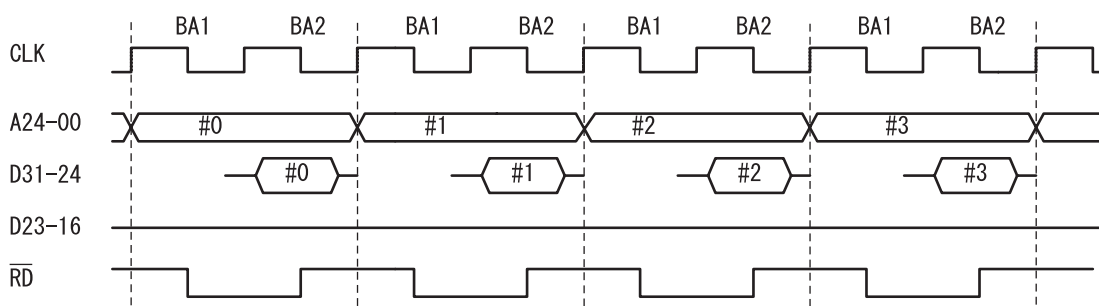 BA1 BA2 BA1 BA2 BA1 BA2 BA1 BA2
CLK
A24-00 #0 #1 #2 #3
D31-24 #0 #1 #2 #3
D23-16
R̅D̅